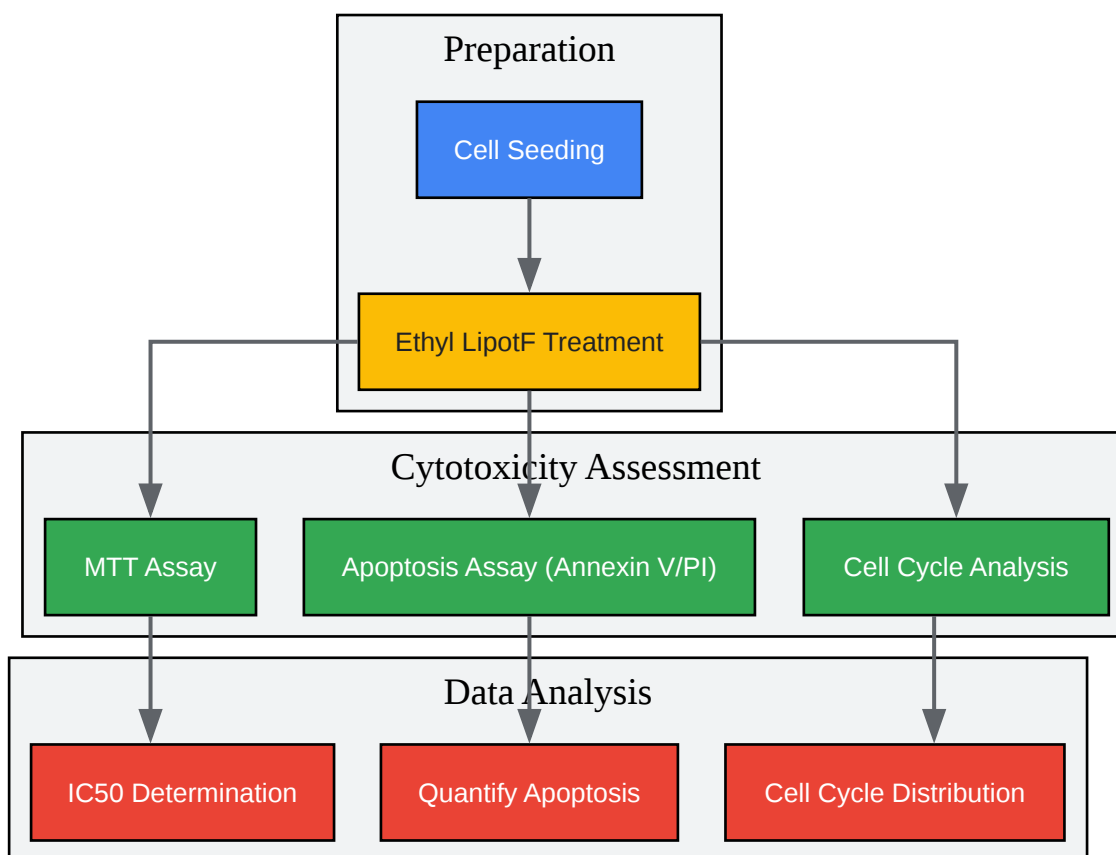 Preparation
Cell Seeding
Ethyl LipotF Treatment
Cytotoxicity Assessment
MTT Assay
Apoptosis Assay (Annexin V/PI)
Cell Cycle Analysis
Data Analysis
IC50 Determination
Quantify Apoptosis
Cell Cycle Distribution